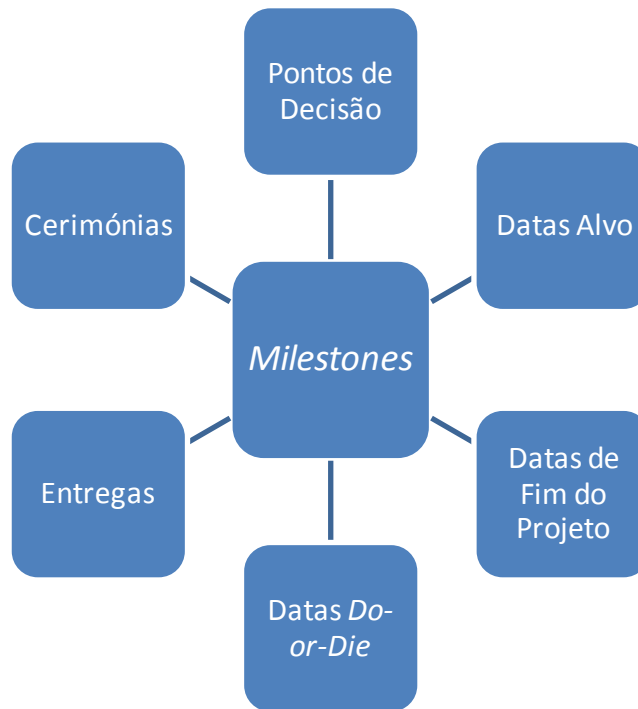 Pontos de
Decisão
Cerimónias
Datas Alvo
Milestones
Entregas
Datas de
Fim do
Projeto
Datas Do-
or-Die